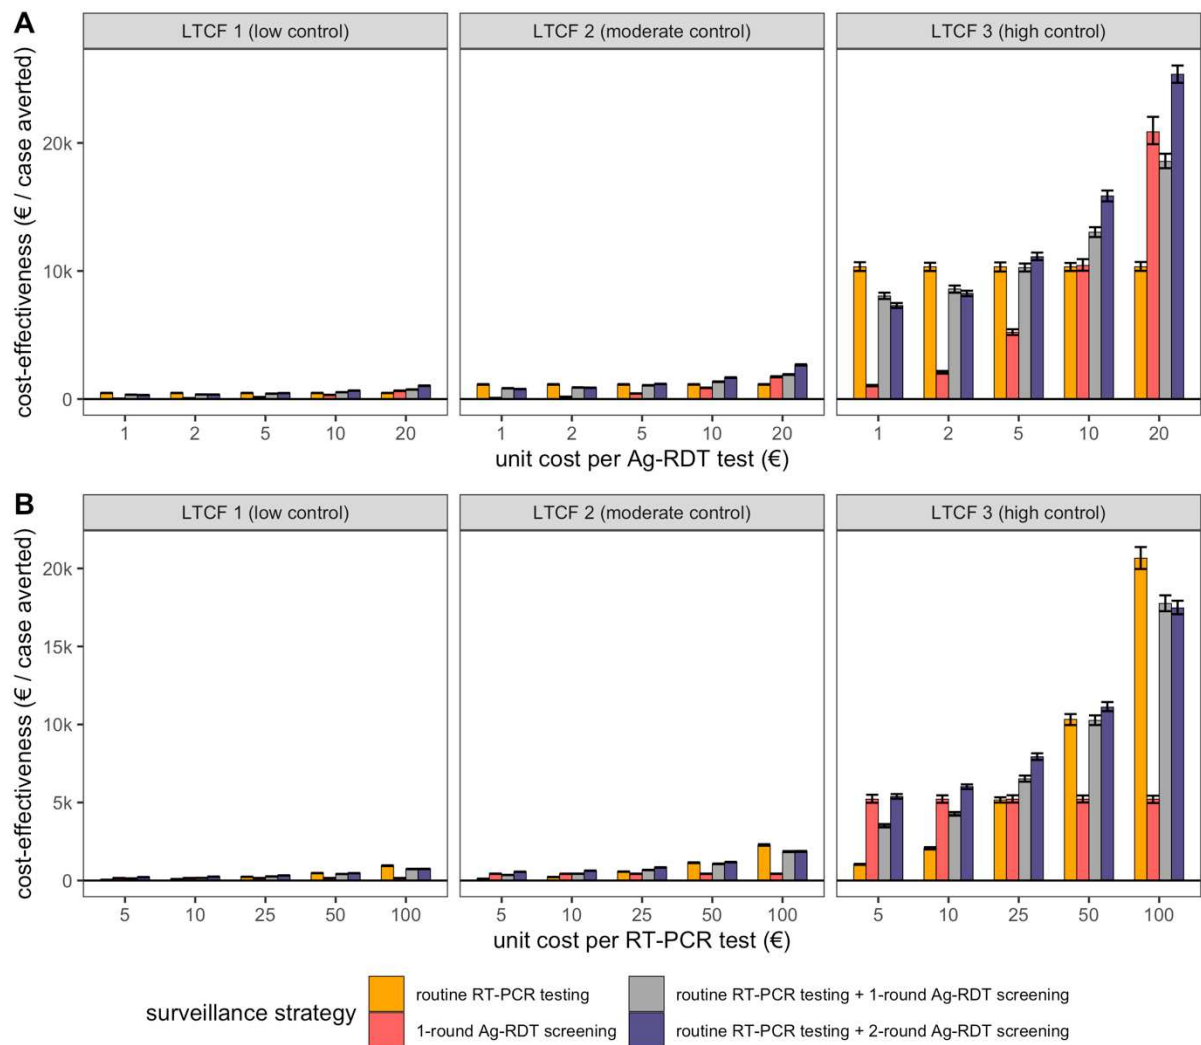 A
LTCF 1 (low control)
LTCF 2 (moderate control)
LTCF 3 (high control)
cost-effectiveness (€ / case averted)
20k
10k
0
1 2 5 10 20
1 2 5 10 20
1 2 5 10 20
unit cost per Ag-RDT test (€)
B
LTCF 1 (low control)
LTCF 2 (moderate control)
LTCF 3 (high control)
cost-effectiveness (€ / case averted)
20k
15k
10k
5k
0
5 10 25 50 100
5 10 25 50 100
5 10 25 50 100
unit cost per RT-PCR test (€)
surveillance strategy
routine RT-PCR testing
1-round Ag-RDT screening
routine RT-PCR testing + 1-round Ag-RDT screening
routine RT-PCR testing + 2-round Ag-RDT screening